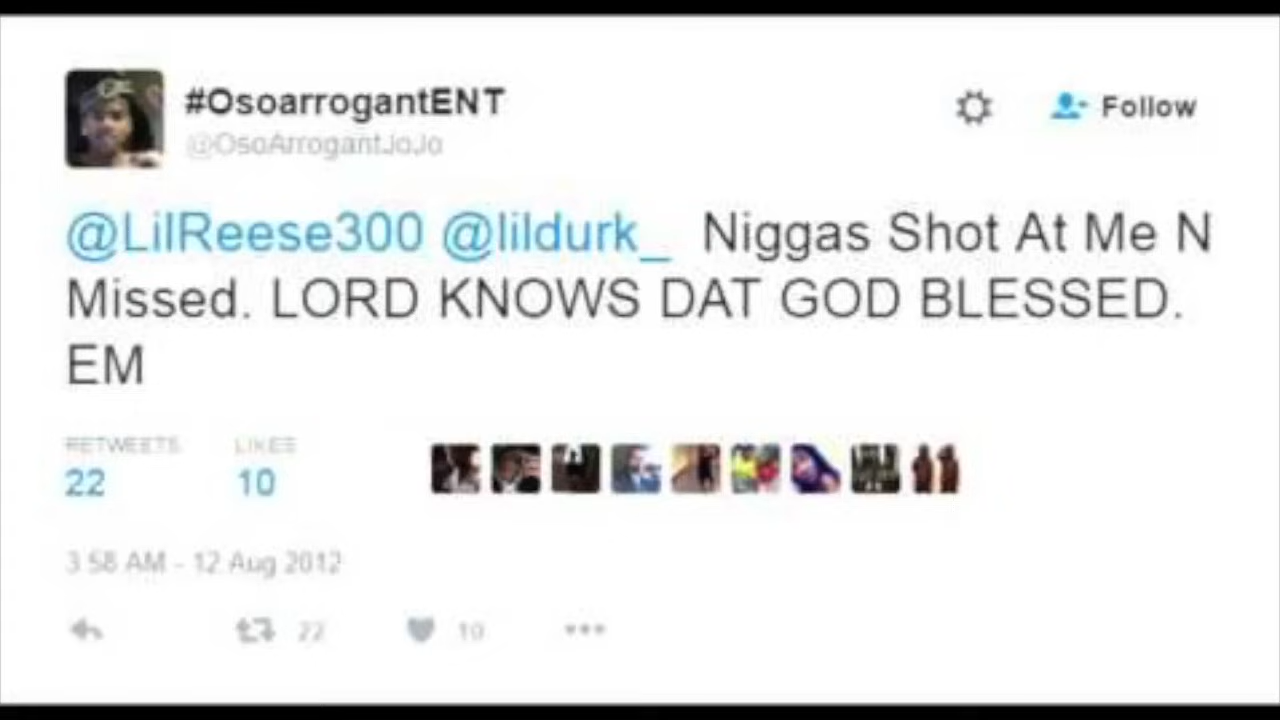 #OsoarrogantENT
@OsoArrogantJoJo
Follow
@LilReese300 @lildurk_ Niggas Shot At Me N
Missed. LORD KNOWS DAT GOD BLESSED.
EM
RETWEETS LIKES
22 10
3:58 AM - 12 Aug 2012
22 10